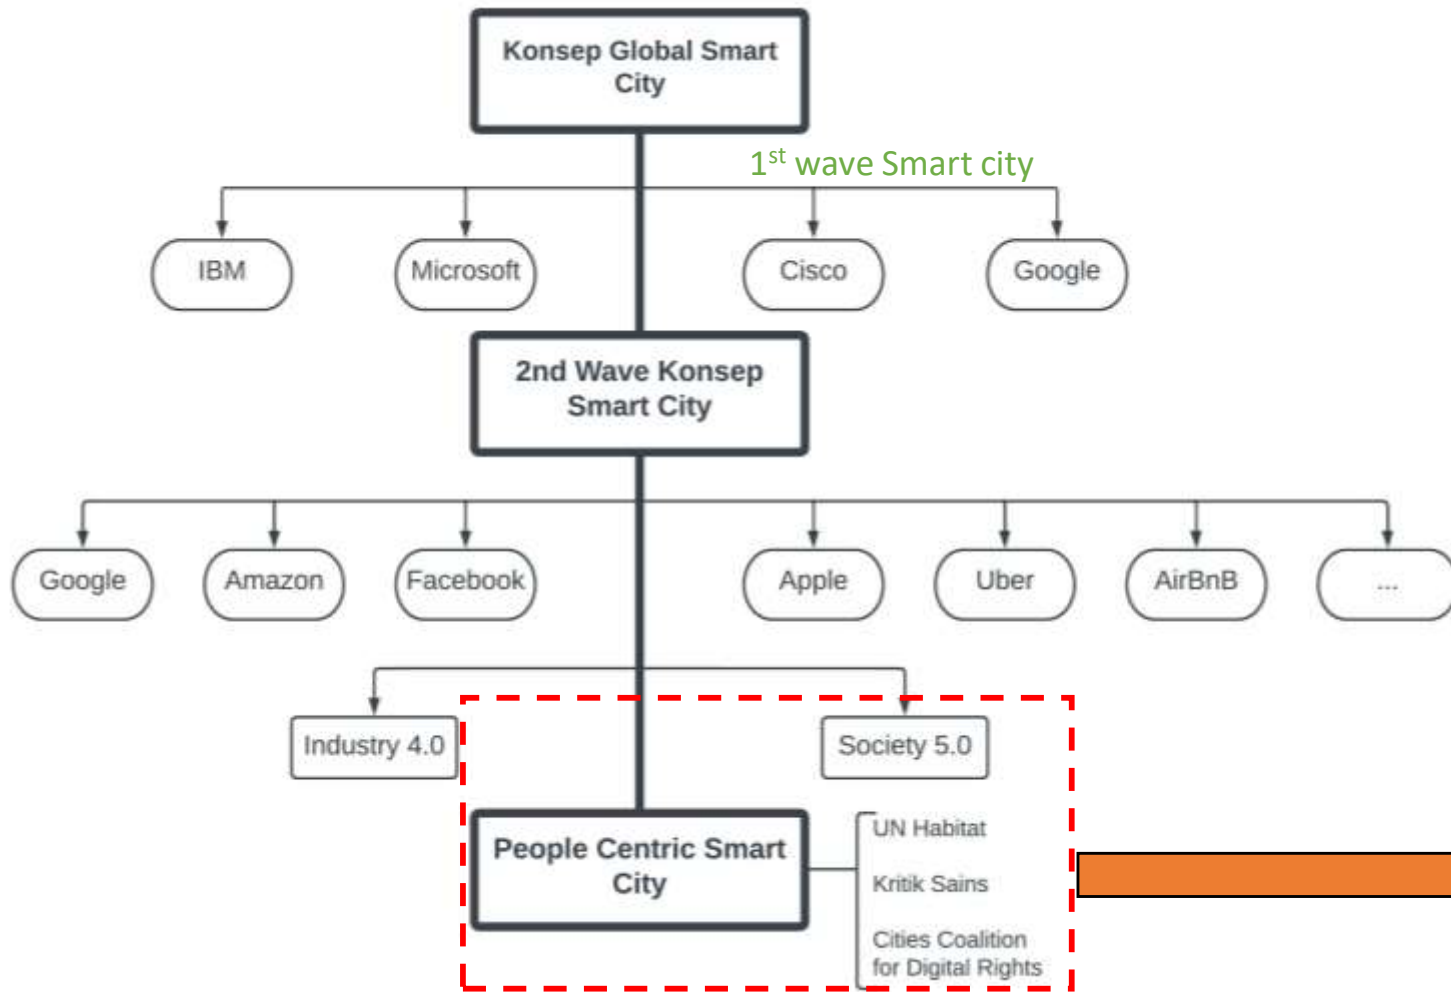 Konsep Global Smart
City
1st wave Smart city
IBM
Microsoft
Cisco
Google
2nd Wave Konsep
Smart City
Google
Amazon
Facebook
Apple
Uber
AirBnB
...
Industry 4.0
Society 5.0
People Centric Smart
City
UN Habitat
Kritik Sains
Cities Coalition
for Digital Rights